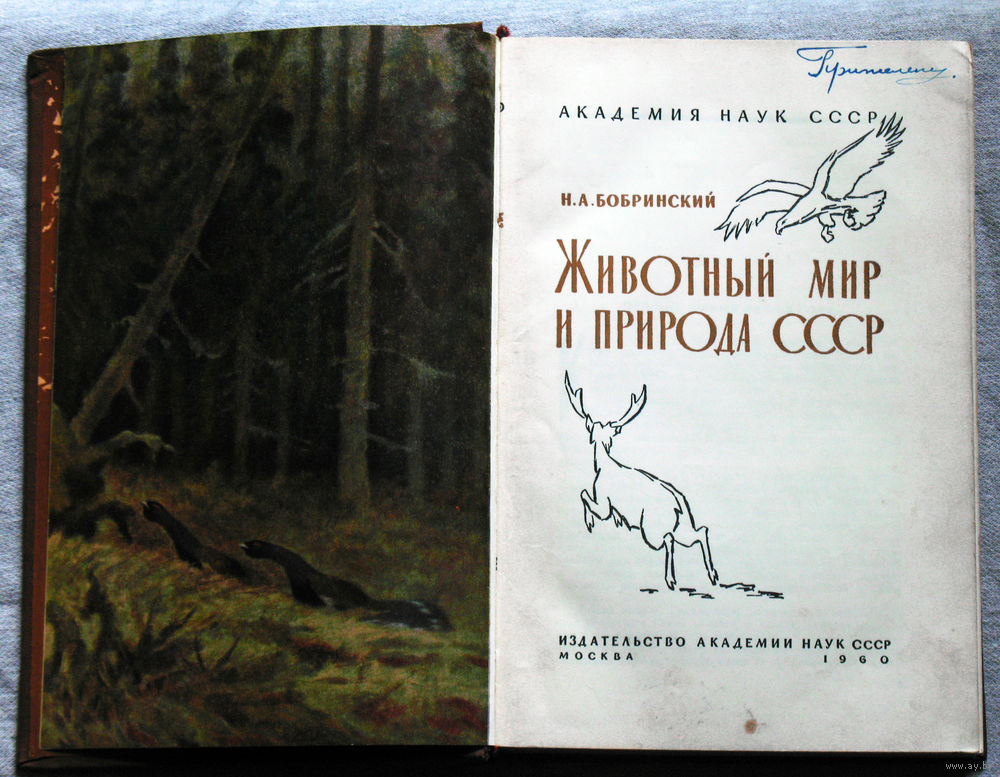 АКАДЕМИЯ НАУК СССР
Н.А.БОБРИНСКИЙ
ЖИВОТНЫЙ МИР
И ПРИРОДА СССР
ИЗДАТЕЛЬСТВО АКАДЕМИИ НАУК СССР
МОСКВА 1960